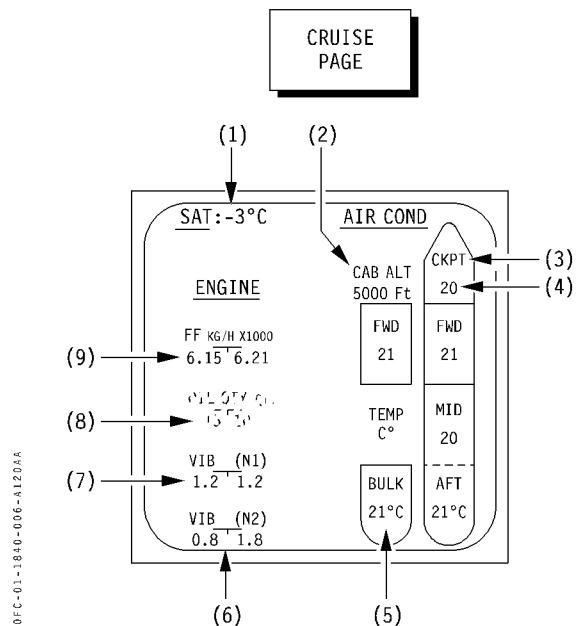 CRUISE
PAGE
(1)
(2)
SAT:-3°C
AIR COND
CKPT
(3)
20
(4)
CAB ALT
5000 Ft
ENGINE
FWD
21
FWD
21
FF KG/H X1000
6.15 6.21
(9)
OIL QTY
(8)
TEMP
C°
MID
20
VIB (N1)
1.2 1.2
(7)
BULK
21°C
AFT
21°C
VIB (N2)
0.8 1.8
(6)
(5)
0FC-01-1840-006-A120AA